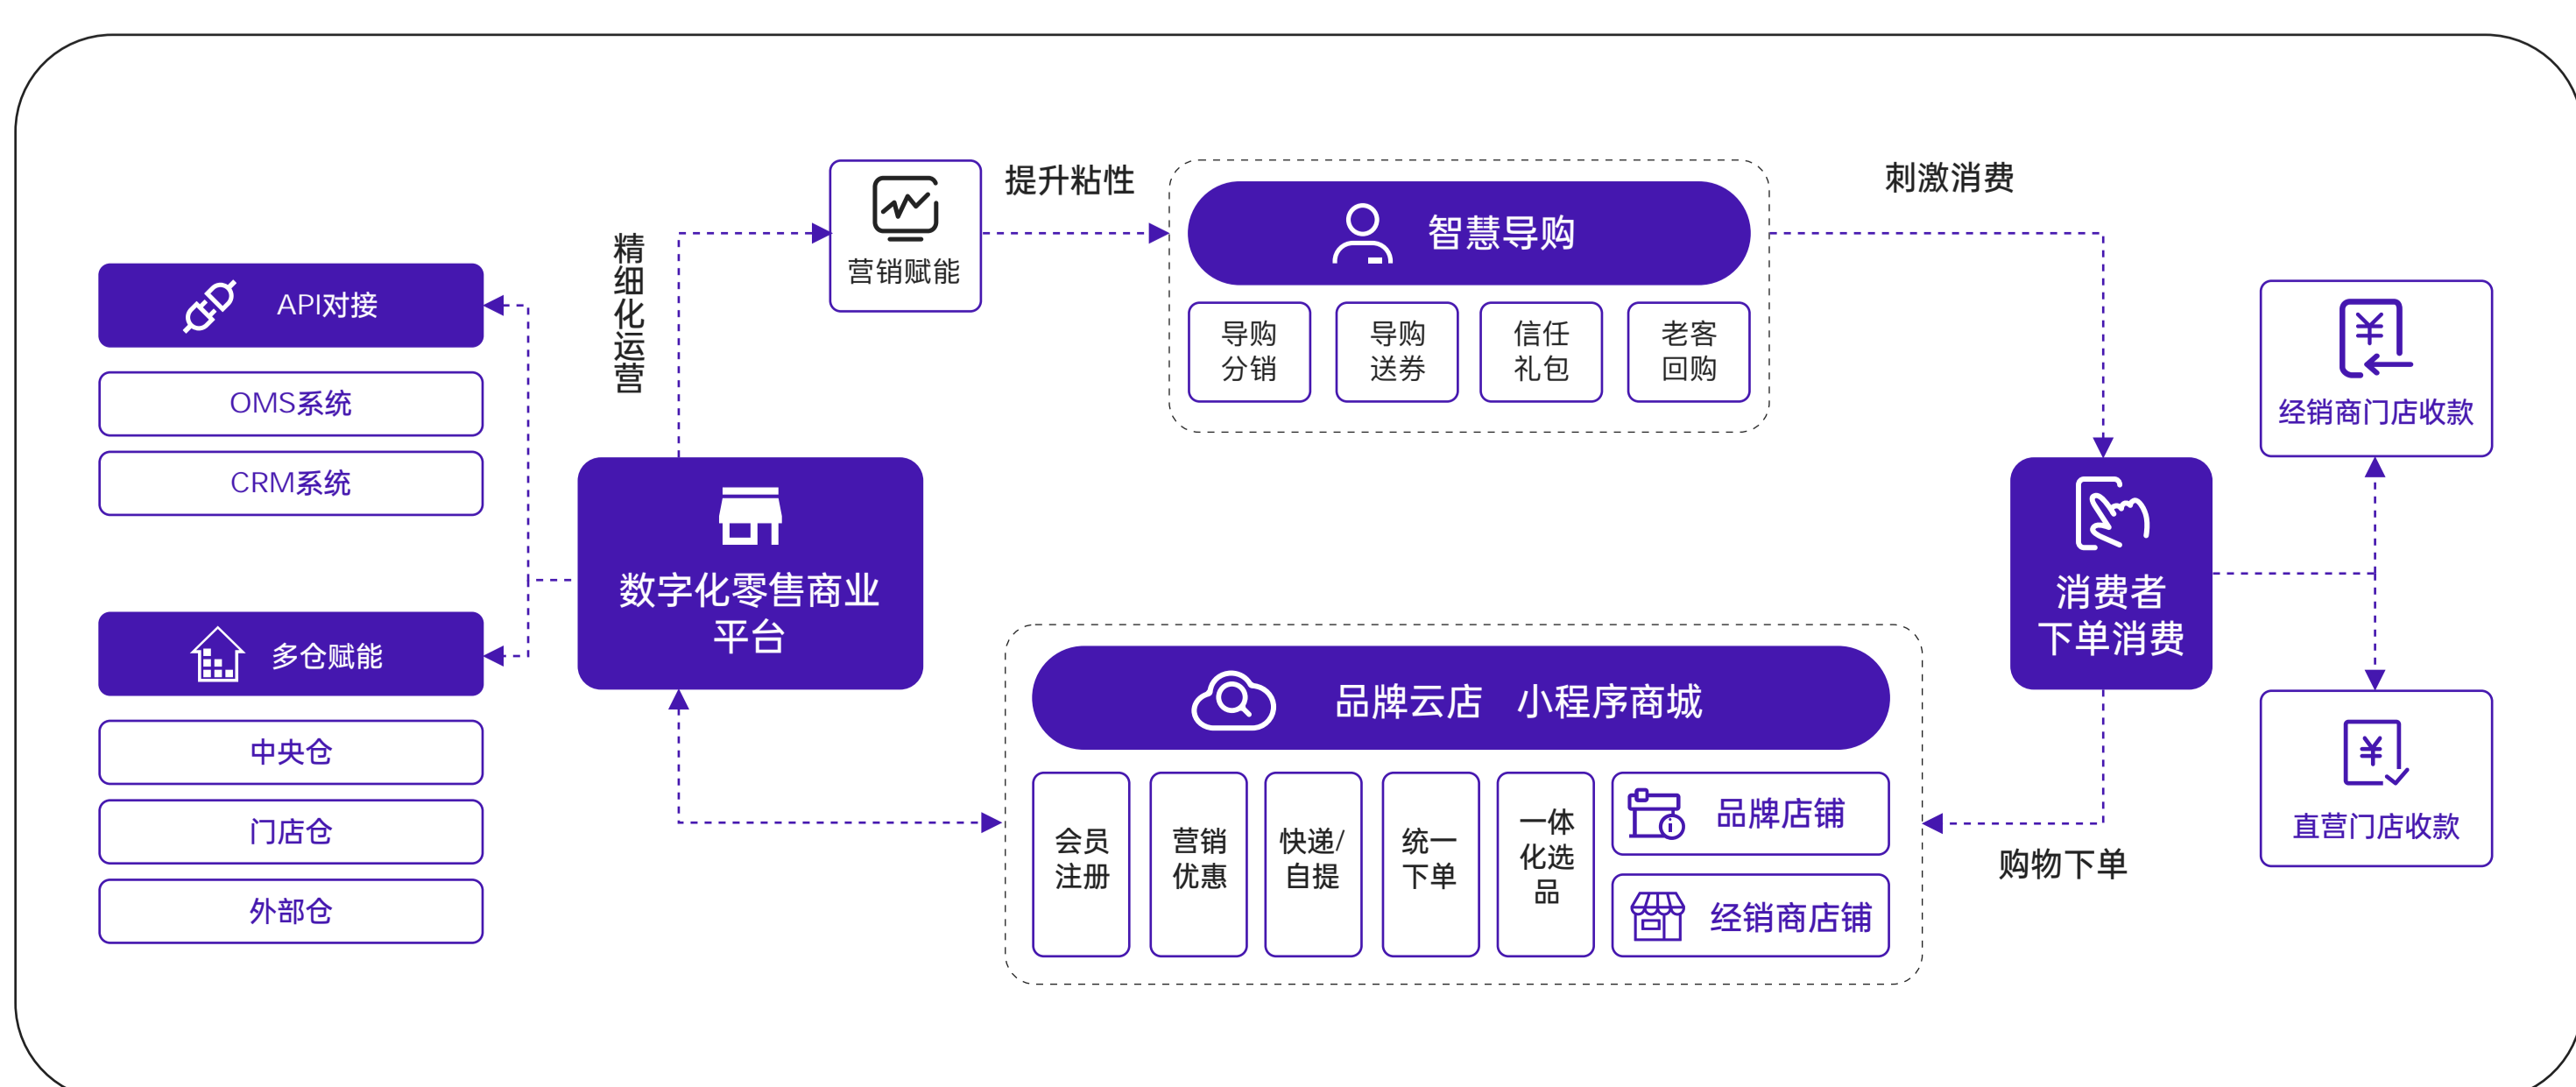 API对接
OMS系统
CRM系统
多仓赋能
中央仓
门店仓
外部仓
精
细
化
运
营
数字化零售商业
平台
营销赋能
提升粘性
智慧导购
导购
分销
导购
送券
信任
礼包
老客
回购
刺激消费
品牌云店 小程序商城
会员
注册
营销
优惠
快递/
自提
统一
下单
一体
化选
品
品牌店铺
经销商店铺
消费者
下单消费
购物下单
¥
经销商门店收款
¥
直营门店收款